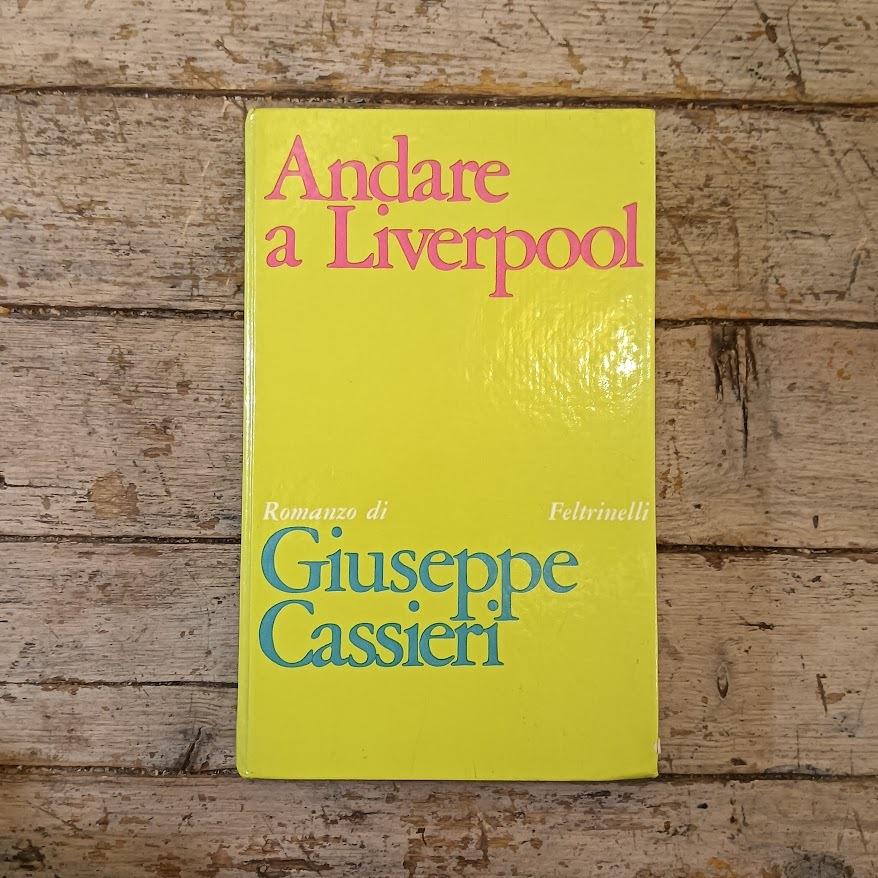 Andare
a Liverpool
Romanzo di Feltrinelli
Giuseppe
Cassieri